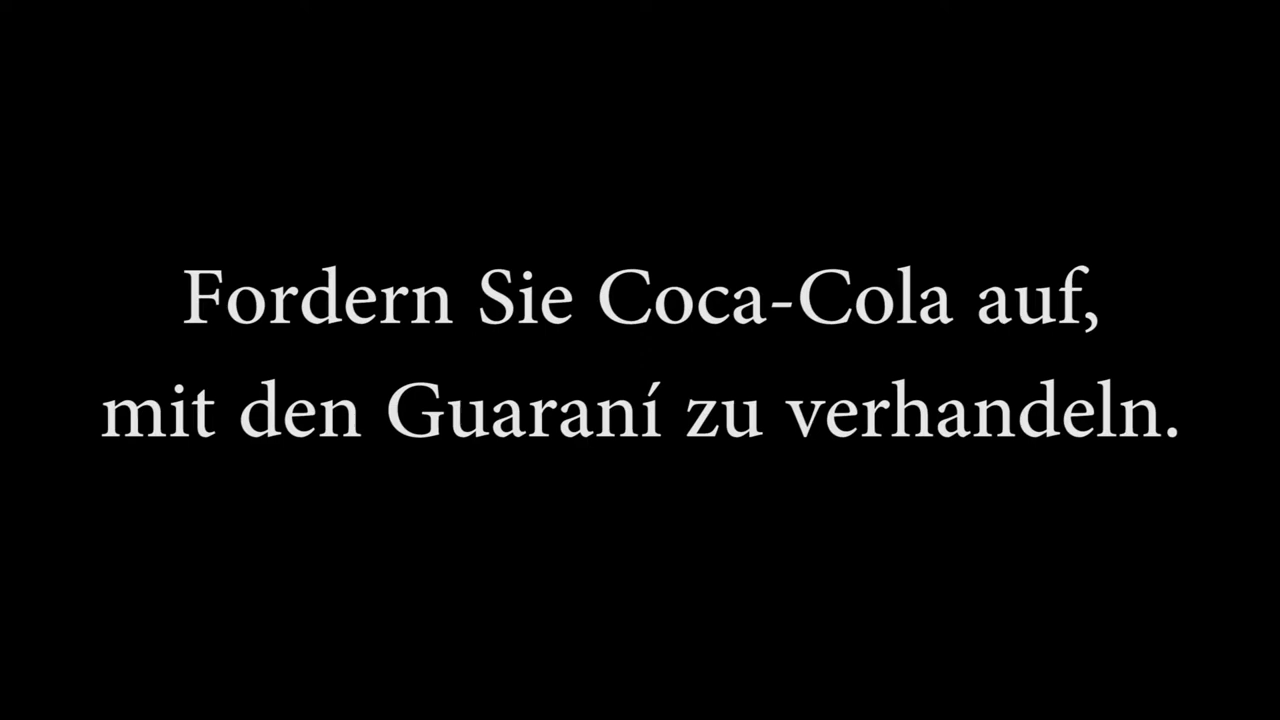 Fordern Sie Coca-Cola auf,
mit den Guaraní zu verhandeln.